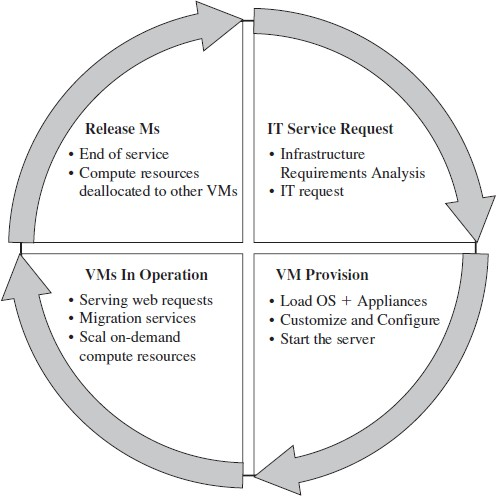 Release Ms
• End of service
• Compute resources
deallocated to other VMs
IT Service Request
• Infrastructure
Requirements Analysis
• IT request
VMs In Operation
• Serving web requests
• Migration services
• Scal on-demand
compute resources
VM Provision
• Load OS + Appliances
• Customize and Configure
• Start the server